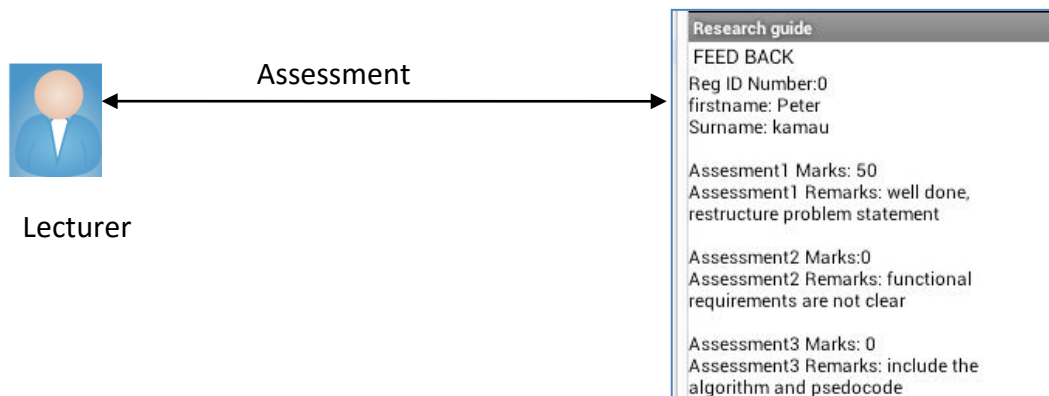 Assessment
Lecturer
Research guide
FEED BACK
Reg ID Number:0
firstname: Peter
Surname: kamau
Assesment1 Marks: 50
Assessment1 Remarks: well done,
restructure problem statement
Assessment2 Marks:0
Assessment2 Remarks: functional
requirements are not clear
Assessment3 Marks: 0
Assessment3 Remarks: include the
algorithm and psedocode